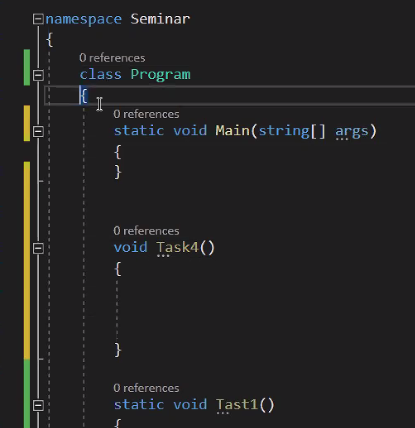 namespace Seminar
{
0 references
class Program
{
0 references
static void Main(string[] args)
{
}
0 references
void Task4()
{
}
0 references
static void Tast1()
{